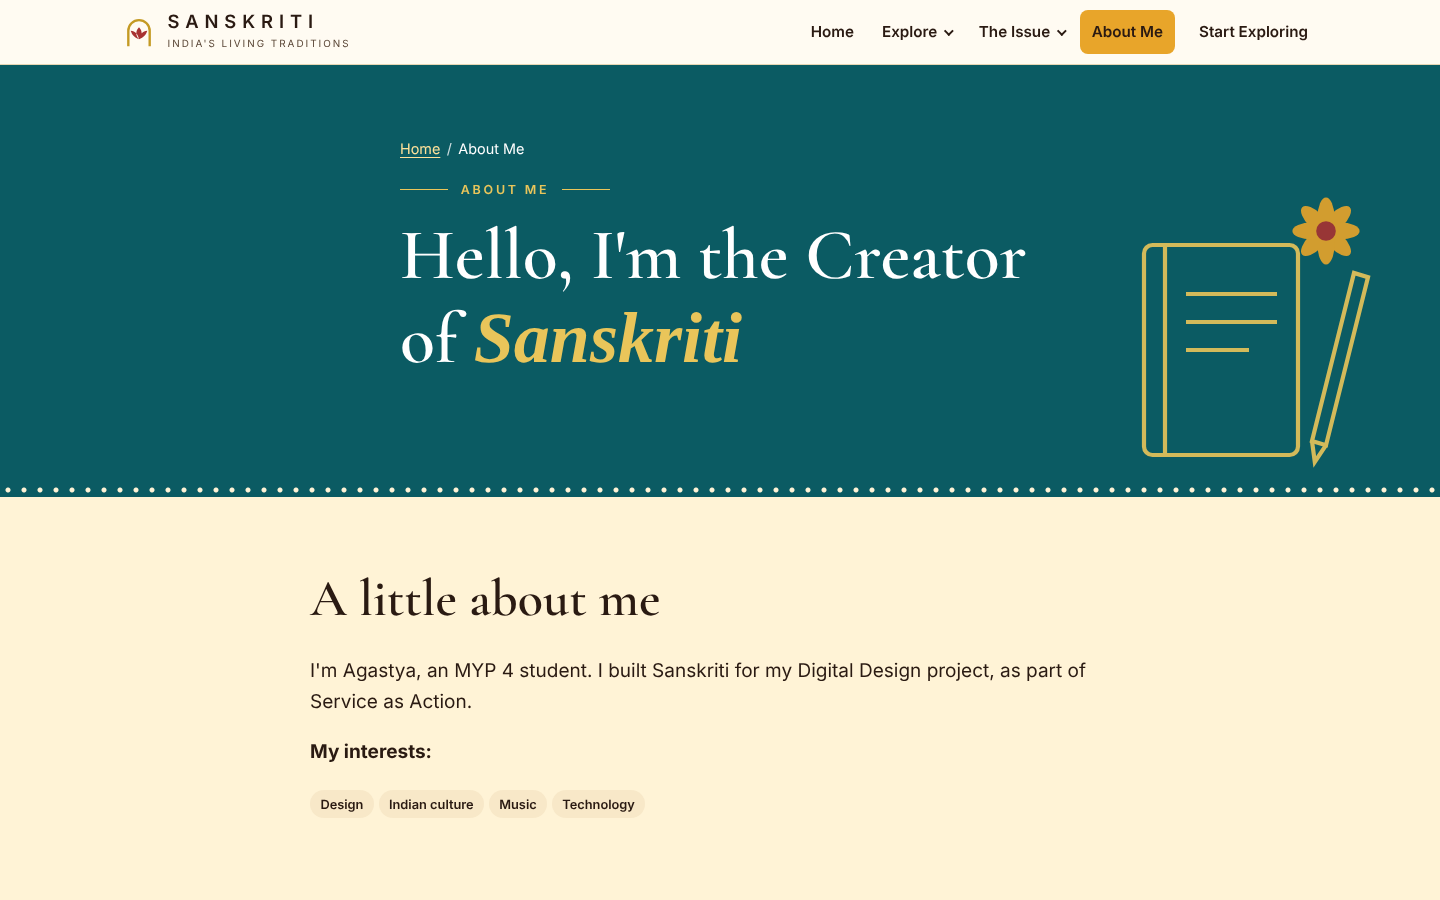 SANSKRITI
INDIA'S LIVING TRADITIONS
Home Explore The Issue About Me Start Exploring
Home / About Me
ABOUT ME
Hello, I'm the Creator
of Sanskriti
A little about me
I'm Agastya, an MYP 4 student. I built Sanskriti for my Digital Design project, as part of
Service as Action.
My interests:
Design Indian culture Music Technology